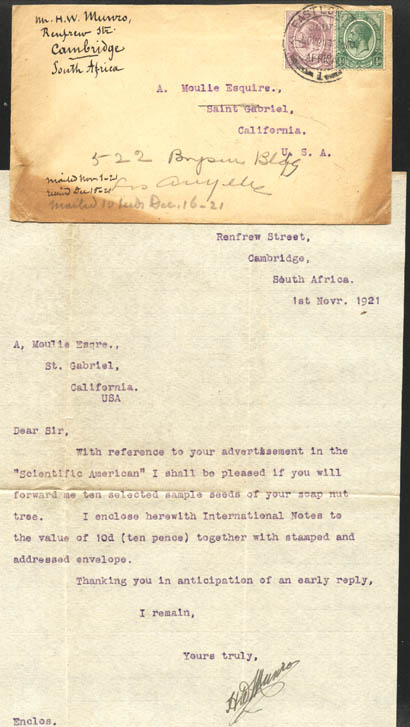 Mr. H.W. Munro,
Renfrew Str.
Cambridge
South Africa
A. Moulie Esquire.,
Saint Gabriel,
California.
U. S. A.
522 Bryson Bldg
Los Angeles
mailed Nov. 1-21
recvd Dec. 15-21
mailed 10 seeds Dec. 16-21
Renfrew Street,
Cambridge,
South Africa.
1st Novr. 1921
A, Moulie Esqre.,
St. Gabriel,
California.
USA
Dear Sir,
With reference to your advertisement in the
"Scientific American" I shall be pleased if you will
forward me ten selected sample seeds of your soap nut
tree. I enclose herewith International Notes to
the value of 10d (ten pence) together with stamped and
addressed envelope.
Thanking you in anticipation of an early reply,
I remain,
Yours truly,
H W Munro
Enclos.